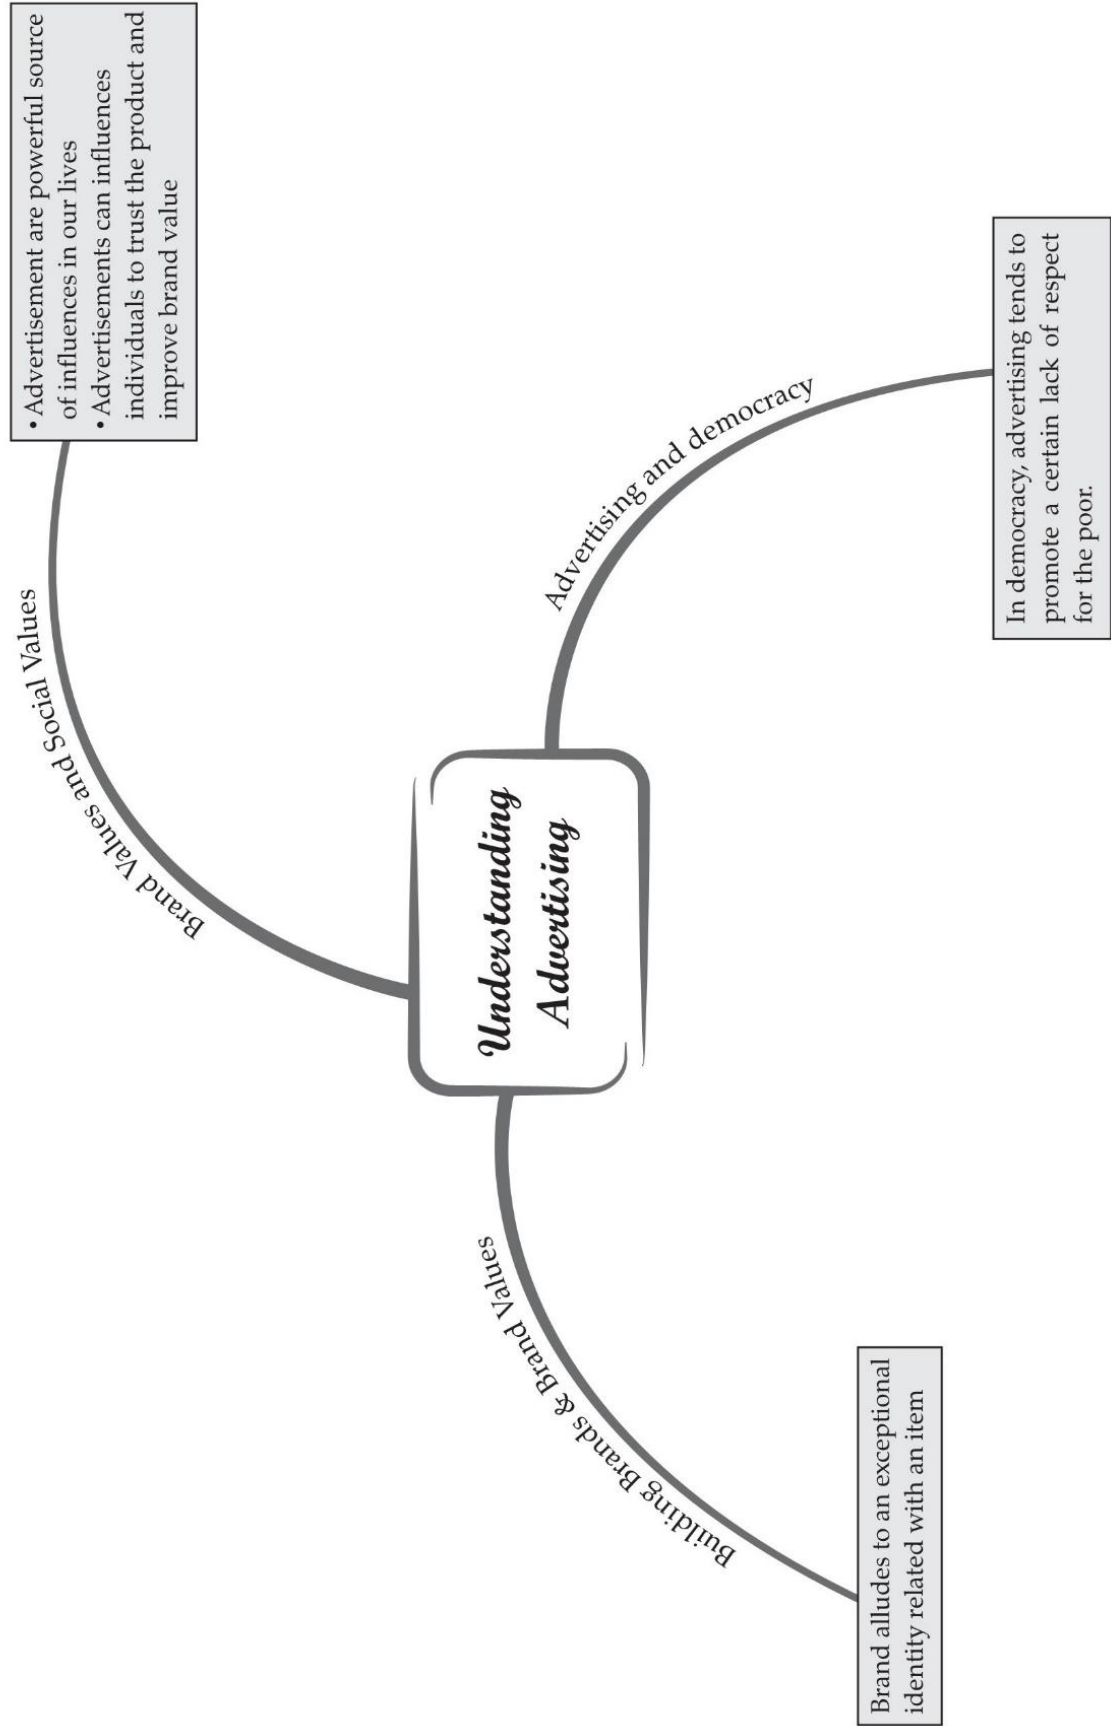 Understanding
Advertising
Building Brands & Brand Values
Brand alludes to an exceptional
identity related with an item
Brand Values and Social Values
• Advertisement are powerful source
of influences in our lives
• Advertisements can influences
individuals to trust the product and
improve brand value
Advertising and democracy
In democracy, advertising tends to
promote a certain lack of respect
for the poor.